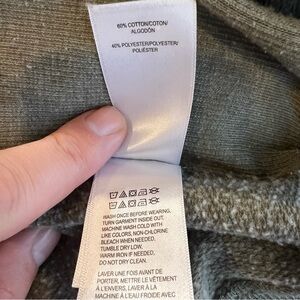 60% COTTON/COTON/
ALGODÓN
40% POLYESTER/POLYESTER/
POLIÉSTER
WASH ONCE BEFORE WEARING.
TURN GARMENT INSIDE OUT.
MACHINE WASH COLD WITH
LIKE COLORS, NON-CHLORINE
BLEACH WHEN NEEDED.
TUMBLE DRY LOW.
WARM IRON IF NEEDED.
DO NOT DRY CLEAN.
LAVER UNE FOIS AVANT DE
PORTER, METTRE LE VÊTEMENT
À L'ENVERS, LAVER À LA
MACHINE À L'EAU FROIDE AVEC